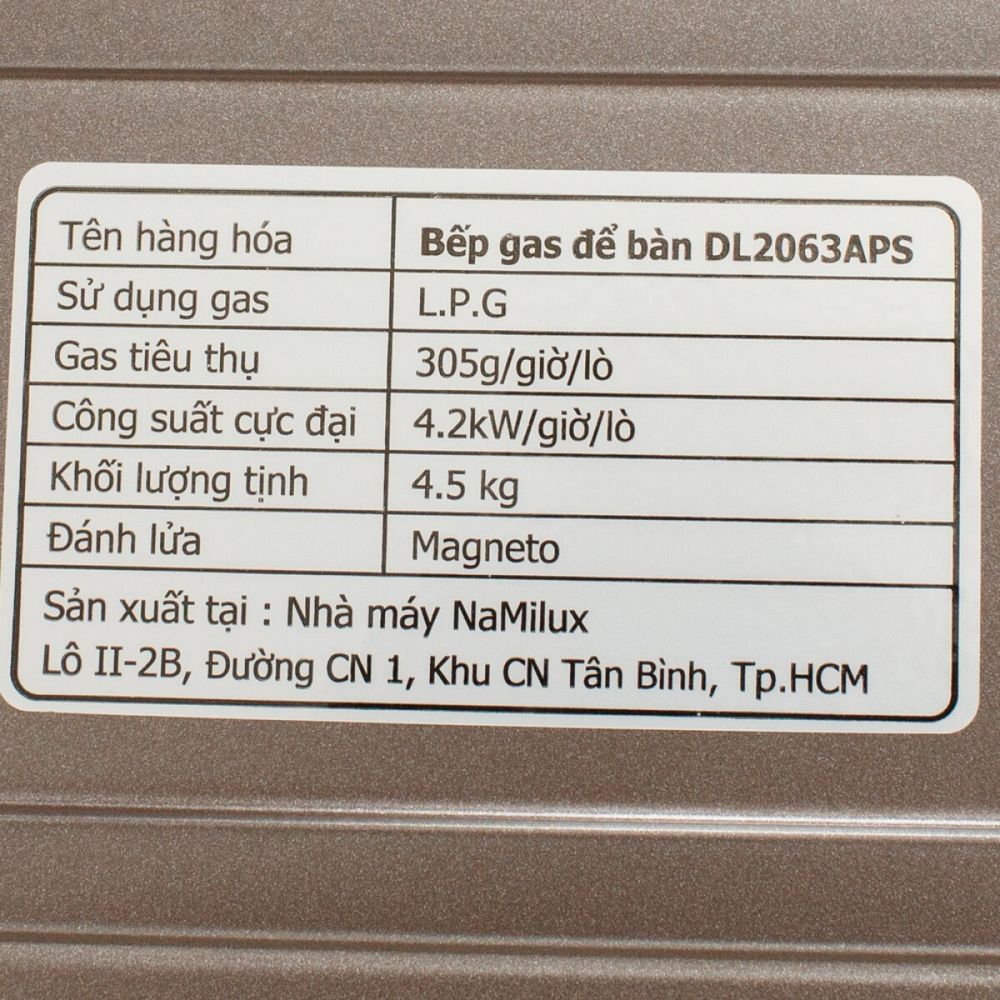 Tên hàng hóa Bếp gas để bàn DL2063APS
Sử dụng gas L.P.G
Gas tiêu thụ 305g/giờ/lò
Công suất cực đại 4.2kW/giờ/lò
Khối lượng tịnh 4.5 kg
Đánh lửa Magneto
Sản xuất tại : Nhà máy NaMilux
Lô II-2B, Đường CN 1, Khu CN Tân Bình, Tp.HCM